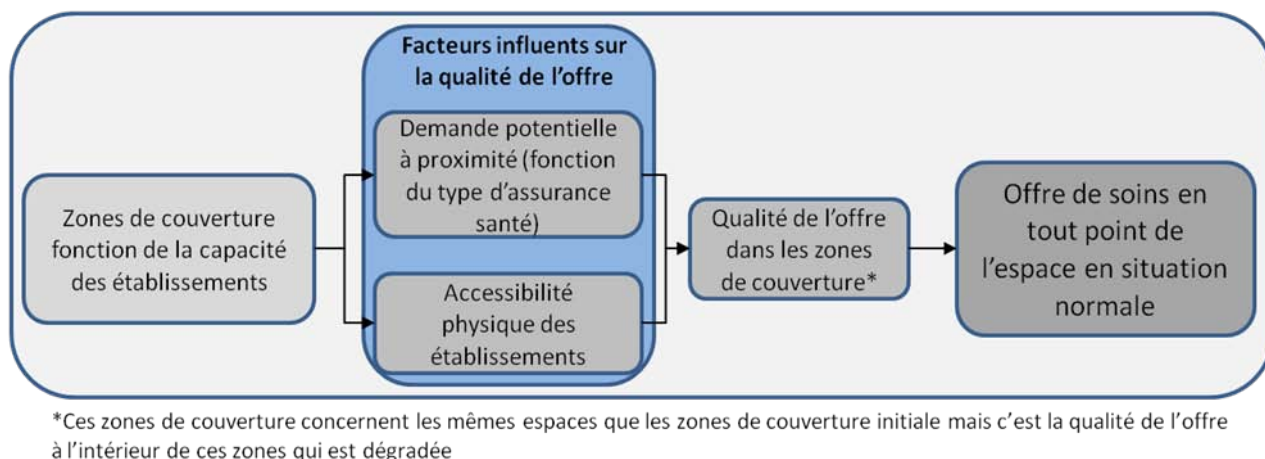 Facteurs influents sur
la qualité de l'offre
Demande potentielle
à proximité (fonction
du type d'assurance
santé)
Zones de couverture
fonction de la capacité
des établissements
Accessibilité
physique des
établissements
Qualité de l'offre
dans les zones
de couverture*
Offre de soins en
tout point de
l'espace en situation
normale
*Ces zones de couverture concernent les mêmes espaces que les zones de couverture initiale mais c'est la qualité de l'offre
à l'intérieur de ces zones qui est dégradée